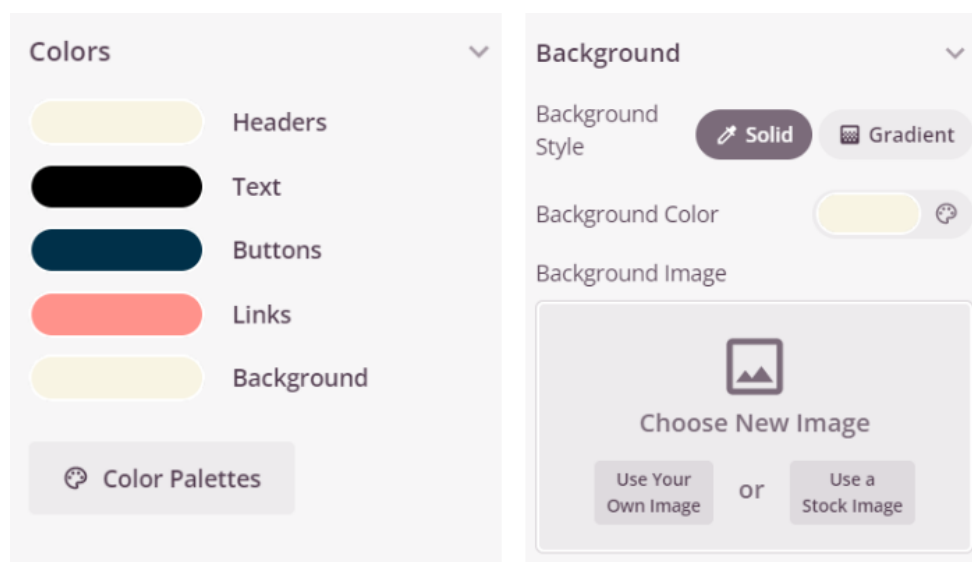 Colors
Headers
Text
Buttons
Links
Background
Color Palettes
Background
Background
Style
Solid
Gradient
Background Color
Background Image
Choose New Image
Use Your
Own Image
or
Use a
Stock Image